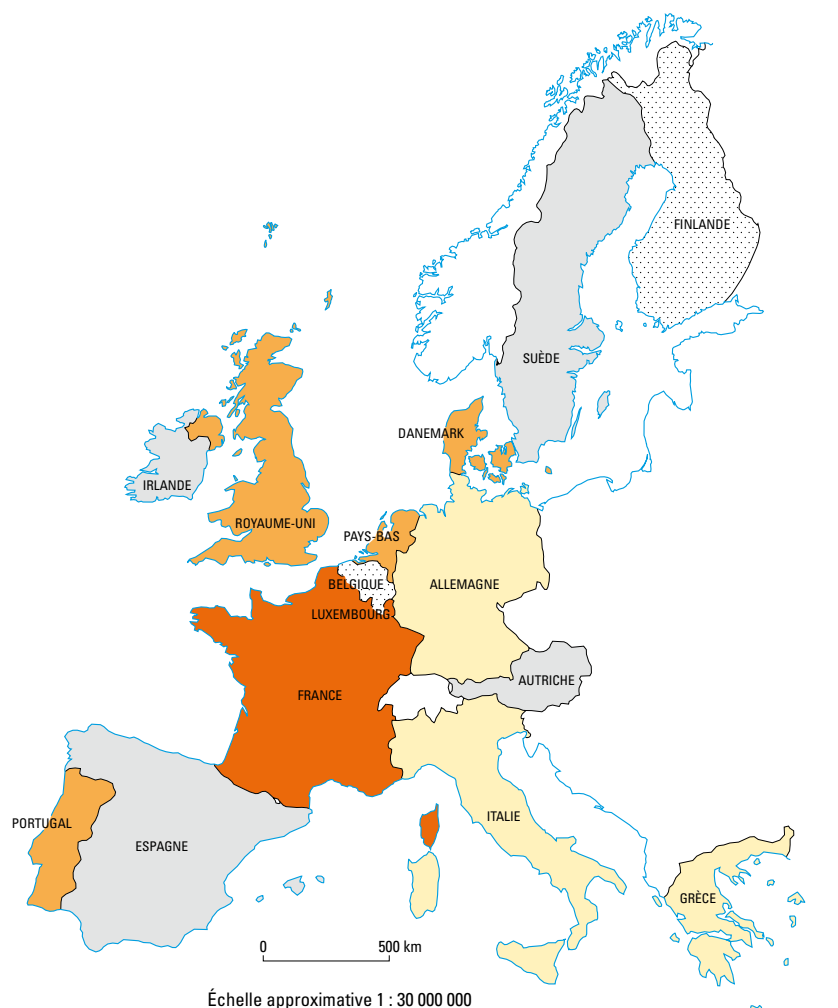 FINLANDE
SUÈDE
DANEMARK
IRLANDE
ROYAUME-UNI
PAYS-BAS
BELGIQUE
ALLEMAGNE
LUXEMBOURG
AUTRICHE
FRANCE
ITALIE
PORTUGAL
ESPAGNE
GRÈCE
0 500 km
Échelle approximative 1 : 30 000 000